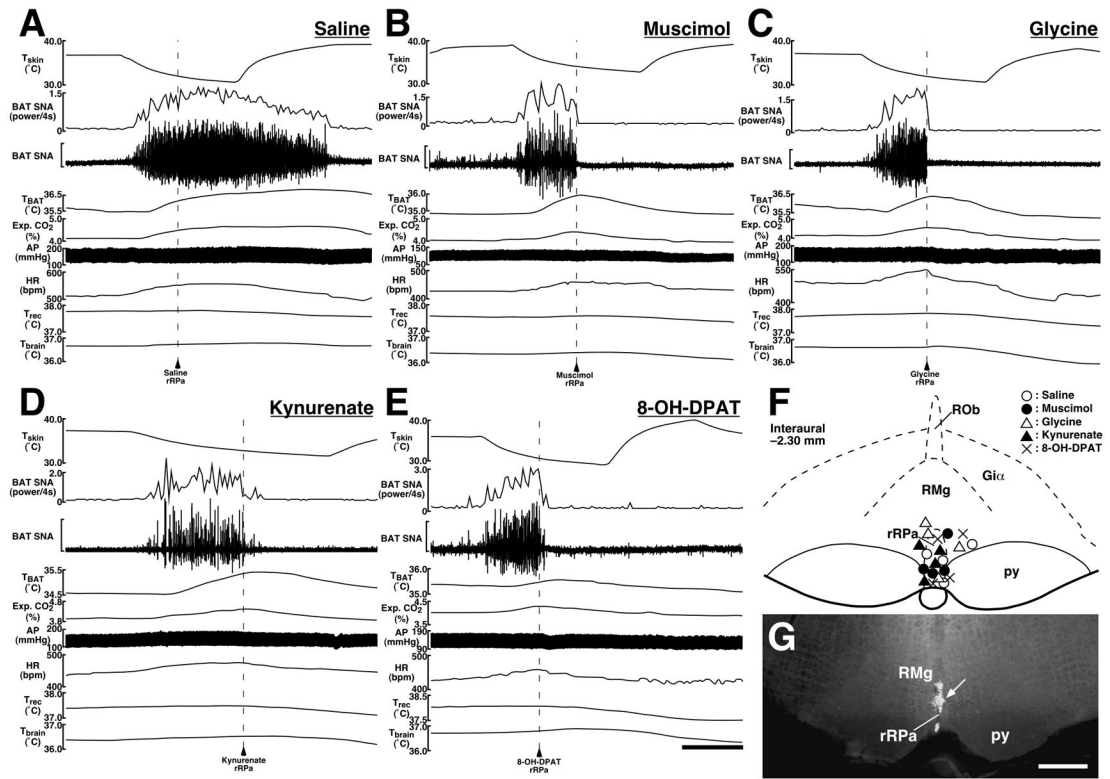 A
Saline
40.0
Tskin
(°C)
30.0
1.5
BAT SNA
(power/4s)
0
BAT SNA
36.5
TBAT
(°C)
35.5
5.0
Exp. CO2
(%)
4.0
200
AP
(mmHg)
100
600
HR
(bpm)
500
38.0
Trec
(°C)
37.0
37.0
Tbrain
(°C)
36.0
Saline
rRPa
B
Muscimol
40.0
Tskin
(°C)
30.0
1.5
BAT SNA
(power/4s)
0
BAT SNA
36.5
TBAT
(°C)
35.5
5.0
Exp. CO2
(%)
4.0
150
AP
(mmHg)
50
500
HR
(bpm)
400
38.0
Trec
(°C)
37.0
37.0
Tbrain
(°C)
36.0
Muscimol
rRPa
C
Glycine
40.0
Tskin
(°C)
30.0
1.5
BAT SNA
(power/4s)
0
BAT SNA
36.5
TBAT
(°C)
35.5
5.0
Exp. CO2
(%)
4.0
200
AP
(mmHg)
100
550
HR
(bpm)
400
38.0
Trec
(°C)
37.0
37.0
Tbrain
(°C)
36.0
Glycine
rRPa
D
Kynurenate
40.0
Tskin
(°C)
30.0
2.0
BAT SNA
(power/4s)
0
BAT SNA
35.5
TBAT
(°C)
34.5
4.8
Exp. CO2
(%)
3.8
200
AP
(mmHg)
100
500
HR
(bpm)
400
38.0
Trec
(°C)
37.0
37.0
Tbrain
(°C)
36.0
Kynurenate
rRPa
E
8-OH-DPAT
40.0
Tskin
(°C)
30.0
3.0
BAT SNA
(power/4s)
0
BAT SNA
36.0
TBAT
(°C)
35.0
4.5
Exp. CO2
(%)
3.5
190
AP
(mmHg)
90
500
HR
(bpm)
400
38.5
Trec
(°C)
37.5
37.0
Tbrain
(°C)
36.0
8-OH-DPAT
rRPa
F
Interaural
–2.30 mm
ROb
: Saline
: Muscimol
: Glycine
: Kynurenate
: 8-OH-DPAT
Giα
RMg
rRPa
py
G
RMg
rRPa
py